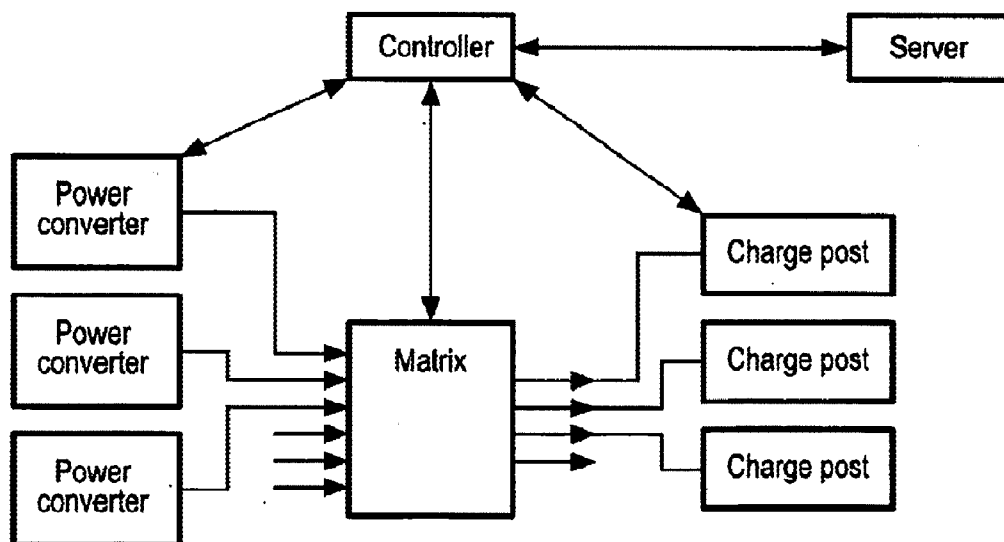 Controller
Server
Power
converter
Charge post
Power
converter
Matrix
Charge post
Power
converter
Charge post